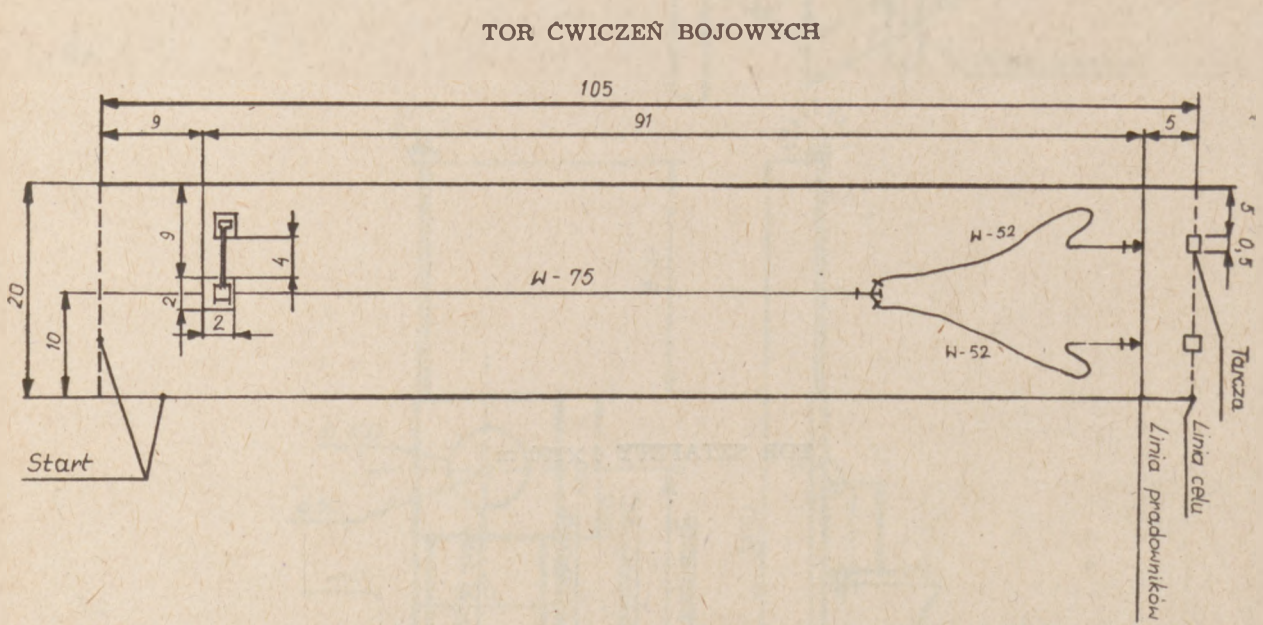 TOR ĆWICZEŃ BOJOWYCH
105
9
91
5
20
10
9
2
2
4
W-75
W-52
W-52
5
0,5
Tarcza
Linia celu
Linia prądowników
Start